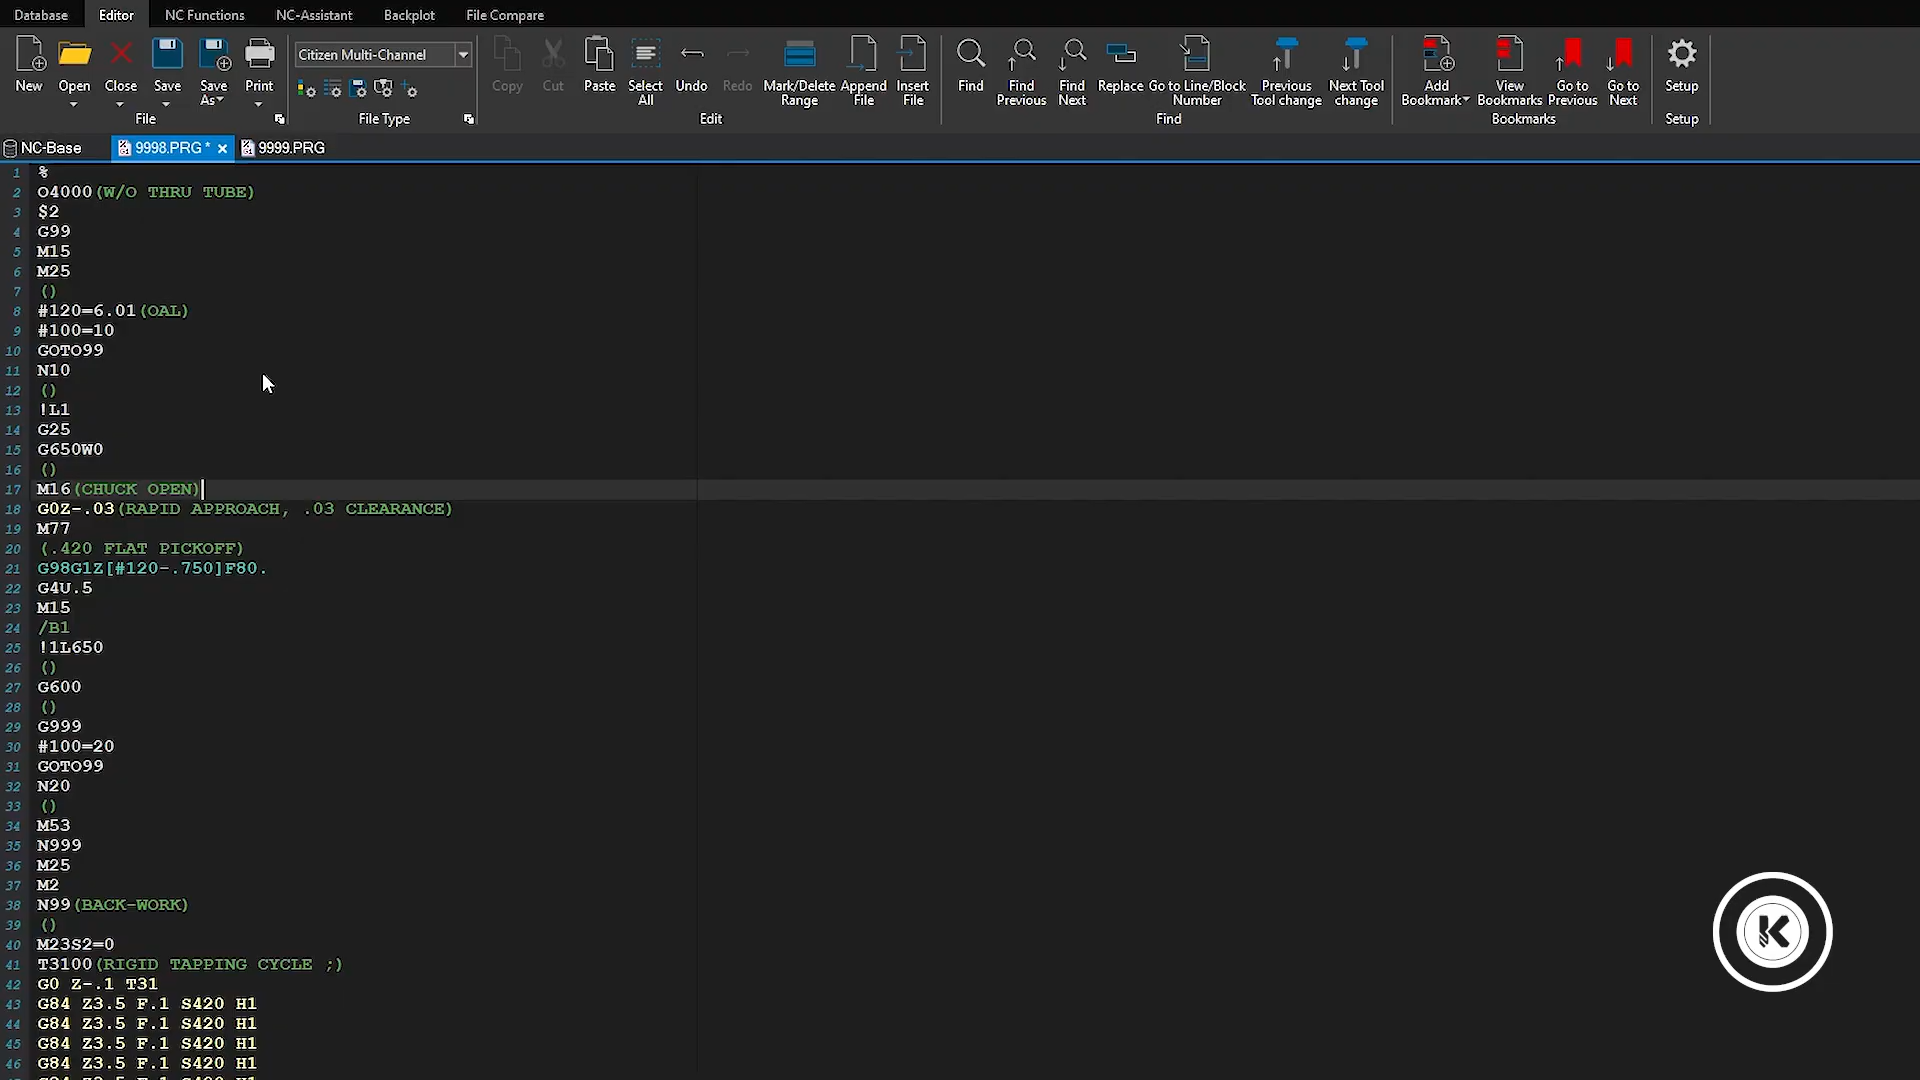 Database Editor NC Functions NC-Assistant Backplot File Compare
Citizen Multi-Channel
New Open Close Save Save As Print Copy Cut Paste Select All Undo Redo Mark/Delete Range Append File Insert File Find Find Previous Find Next Replace Go to Line/Block Number Previous Tool change Next Tool change Add Bookmark View Bookmarks Go to Previous Go to Next Setup
File File Type Edit Find Bookmarks Setup
NC-Base 9998.PRG * x 9999.PRG
1 %
2 O4000(W/O THRU TUBE)
3 $2
4 G99
5 M15
6 M25
7 ()
8 #120=6.01(OAL)
9 #100=10
10 GOTO99
11 N10
12 ()
13 !L1
14 G25
15 G650W0
16 ()
17 M16(CHUCK OPEN)
18 G0Z-.03(RAPID APPROACH, .03 CLEARANCE)
19 M77
20 (.420 FLAT PICKOFF)
21 G98G1Z[#120-.750]F80.
22 G4U.5
23 M15
24 /B1
25 !1L650
26 ()
27 G600
28 ()
29 G999
30 #100=20
31 GOTO99
32 N20
33 ()
34 M53
35 N999
36 M25
37 M2
38 N99(BACK-WORK)
39 ()
40 M23S2=0
41 T3100(RIGID TAPPING CYCLE ;)
42 G0 Z-.1 T31
43 G84 Z3.5 F.1 S420 H1
44 G84 Z3.5 F.1 S420 H1
45 G84 Z3.5 F.1 S420 H1
46 G84 Z3.5 F.1 S420 H1
K